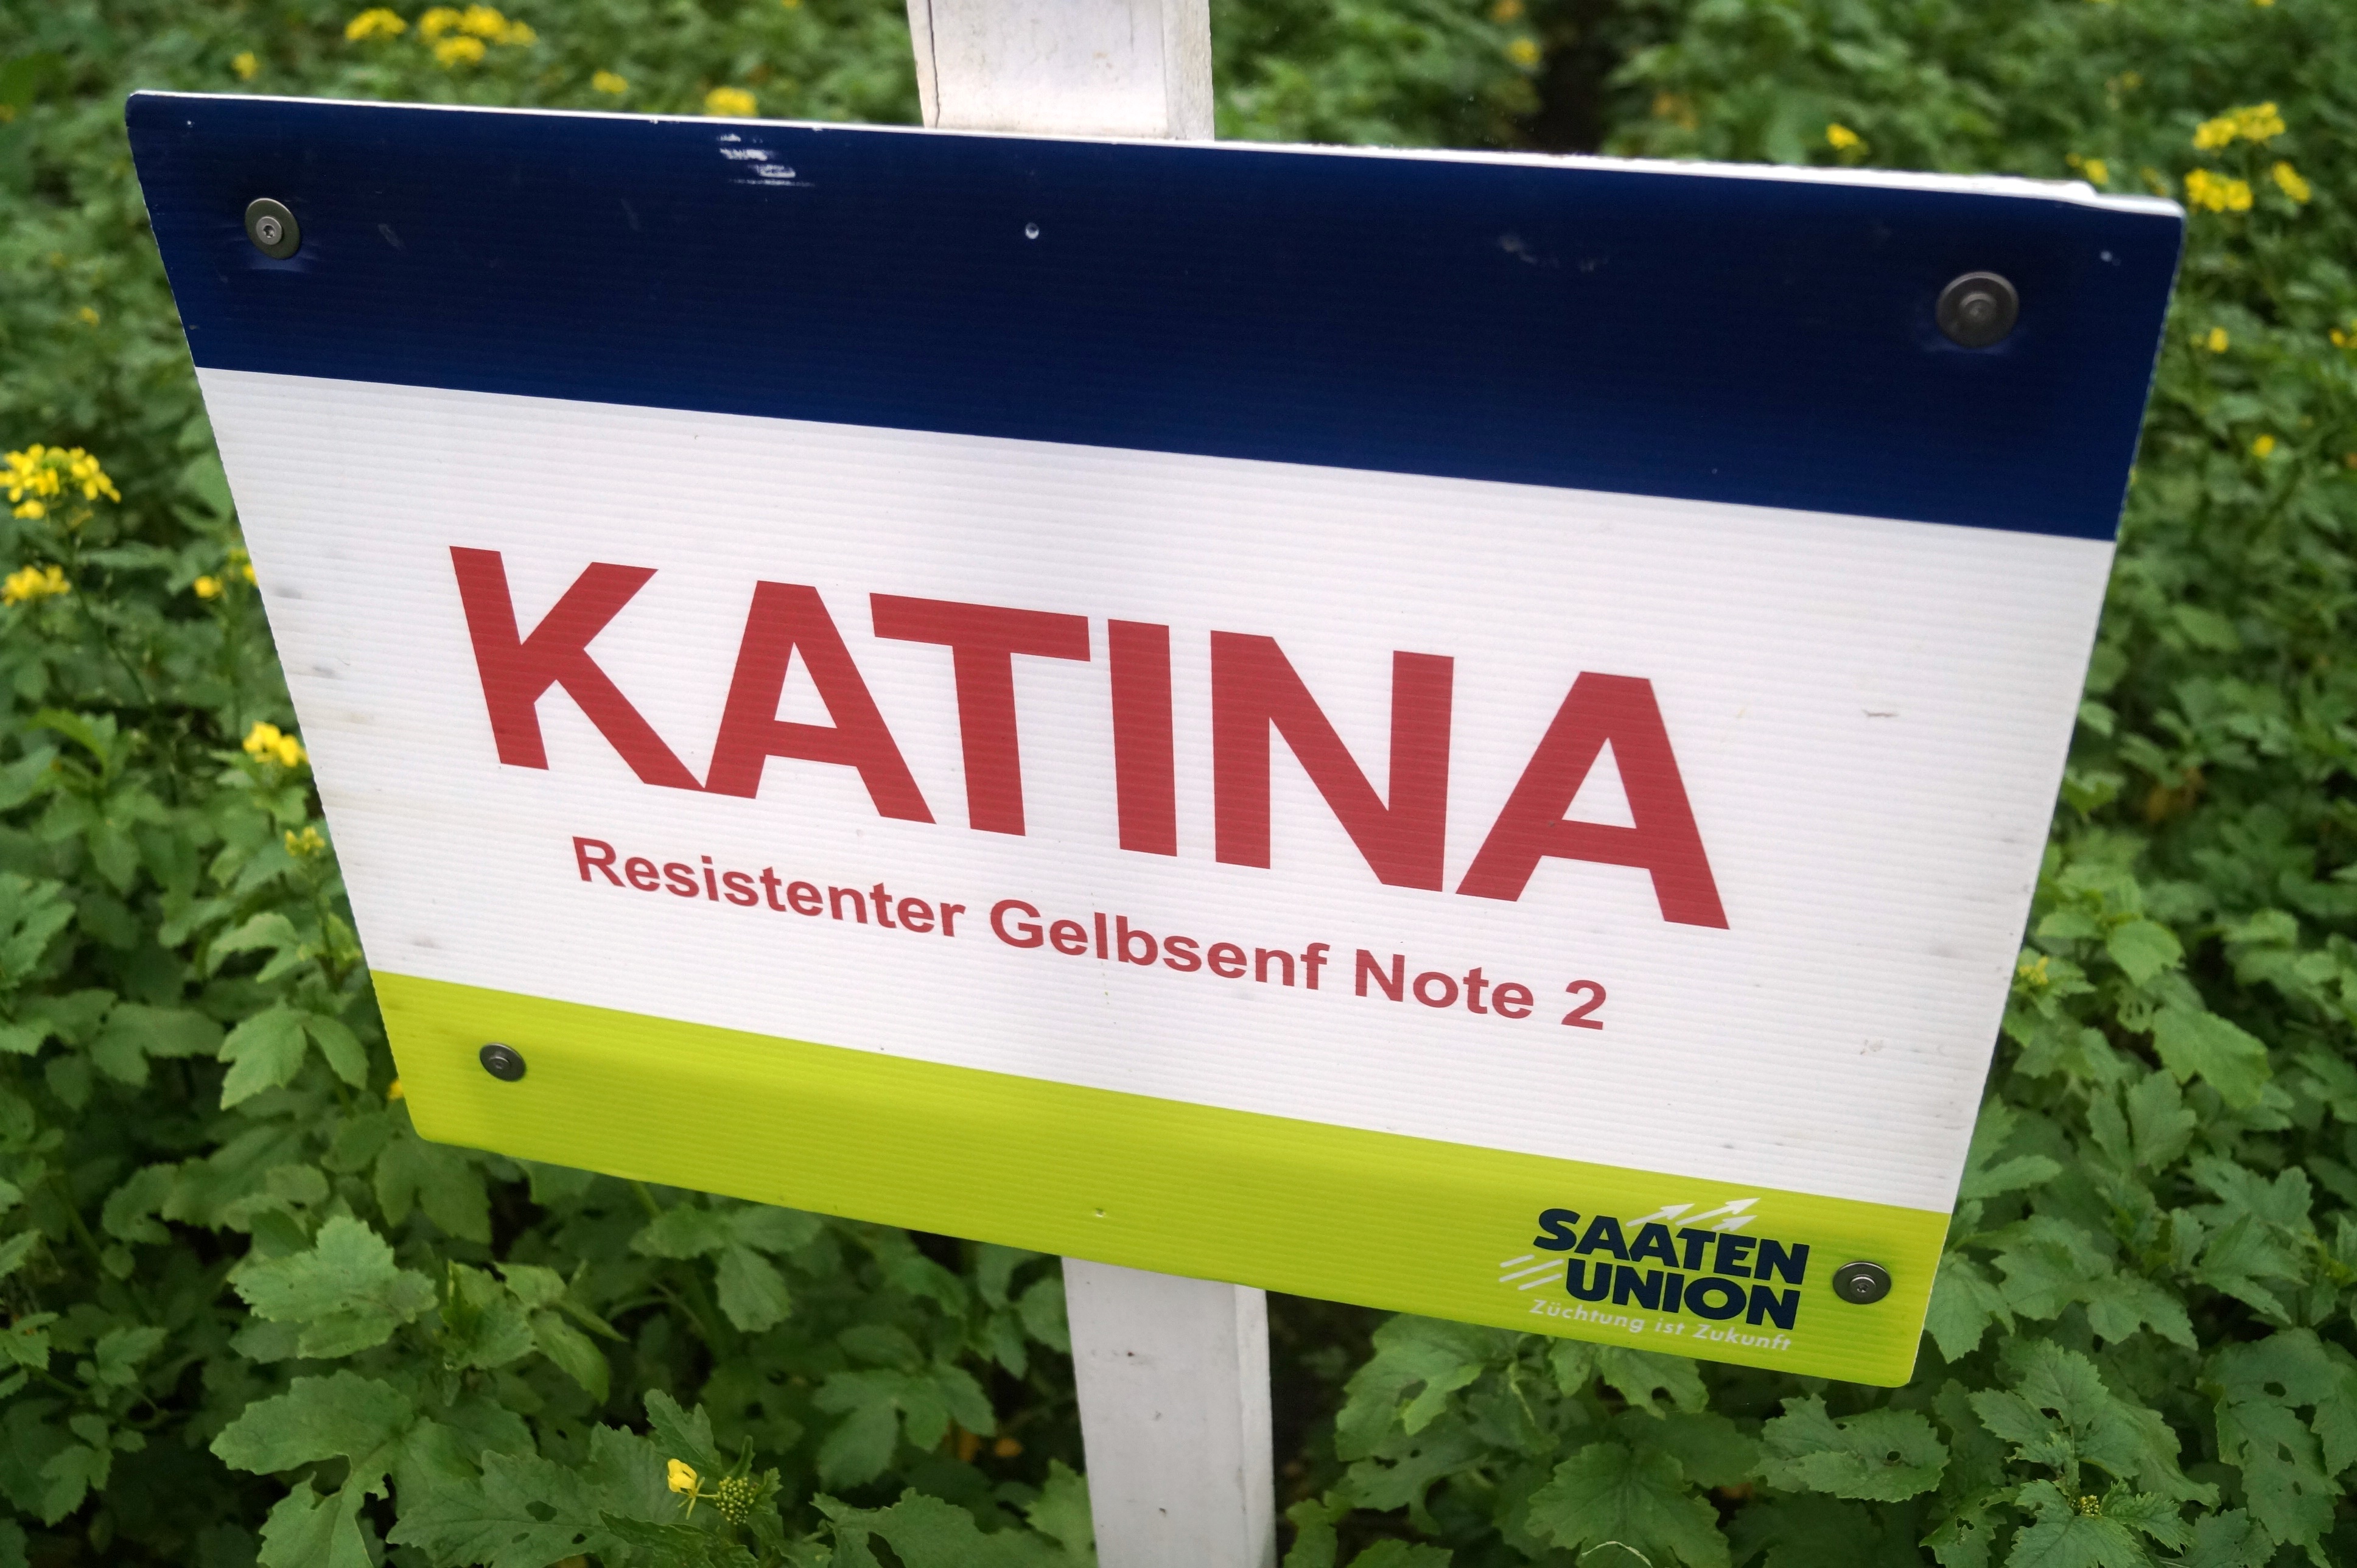 KATINA
Resistenter Gelbsenf Note 2
SAATEN
UNION
Züchtung ist Zukunft